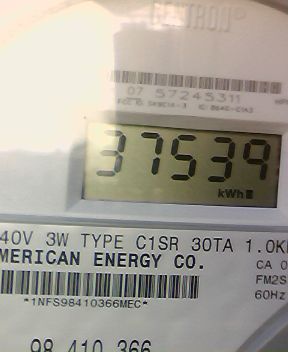 07 57245311
37539
kWh
40V 3W TYPE C1SR 30TA 1.0K
MERICAN ENERGY CO.
CA 0
FM2S
60Hz
*1NFS98410366MEC*
98 410 366